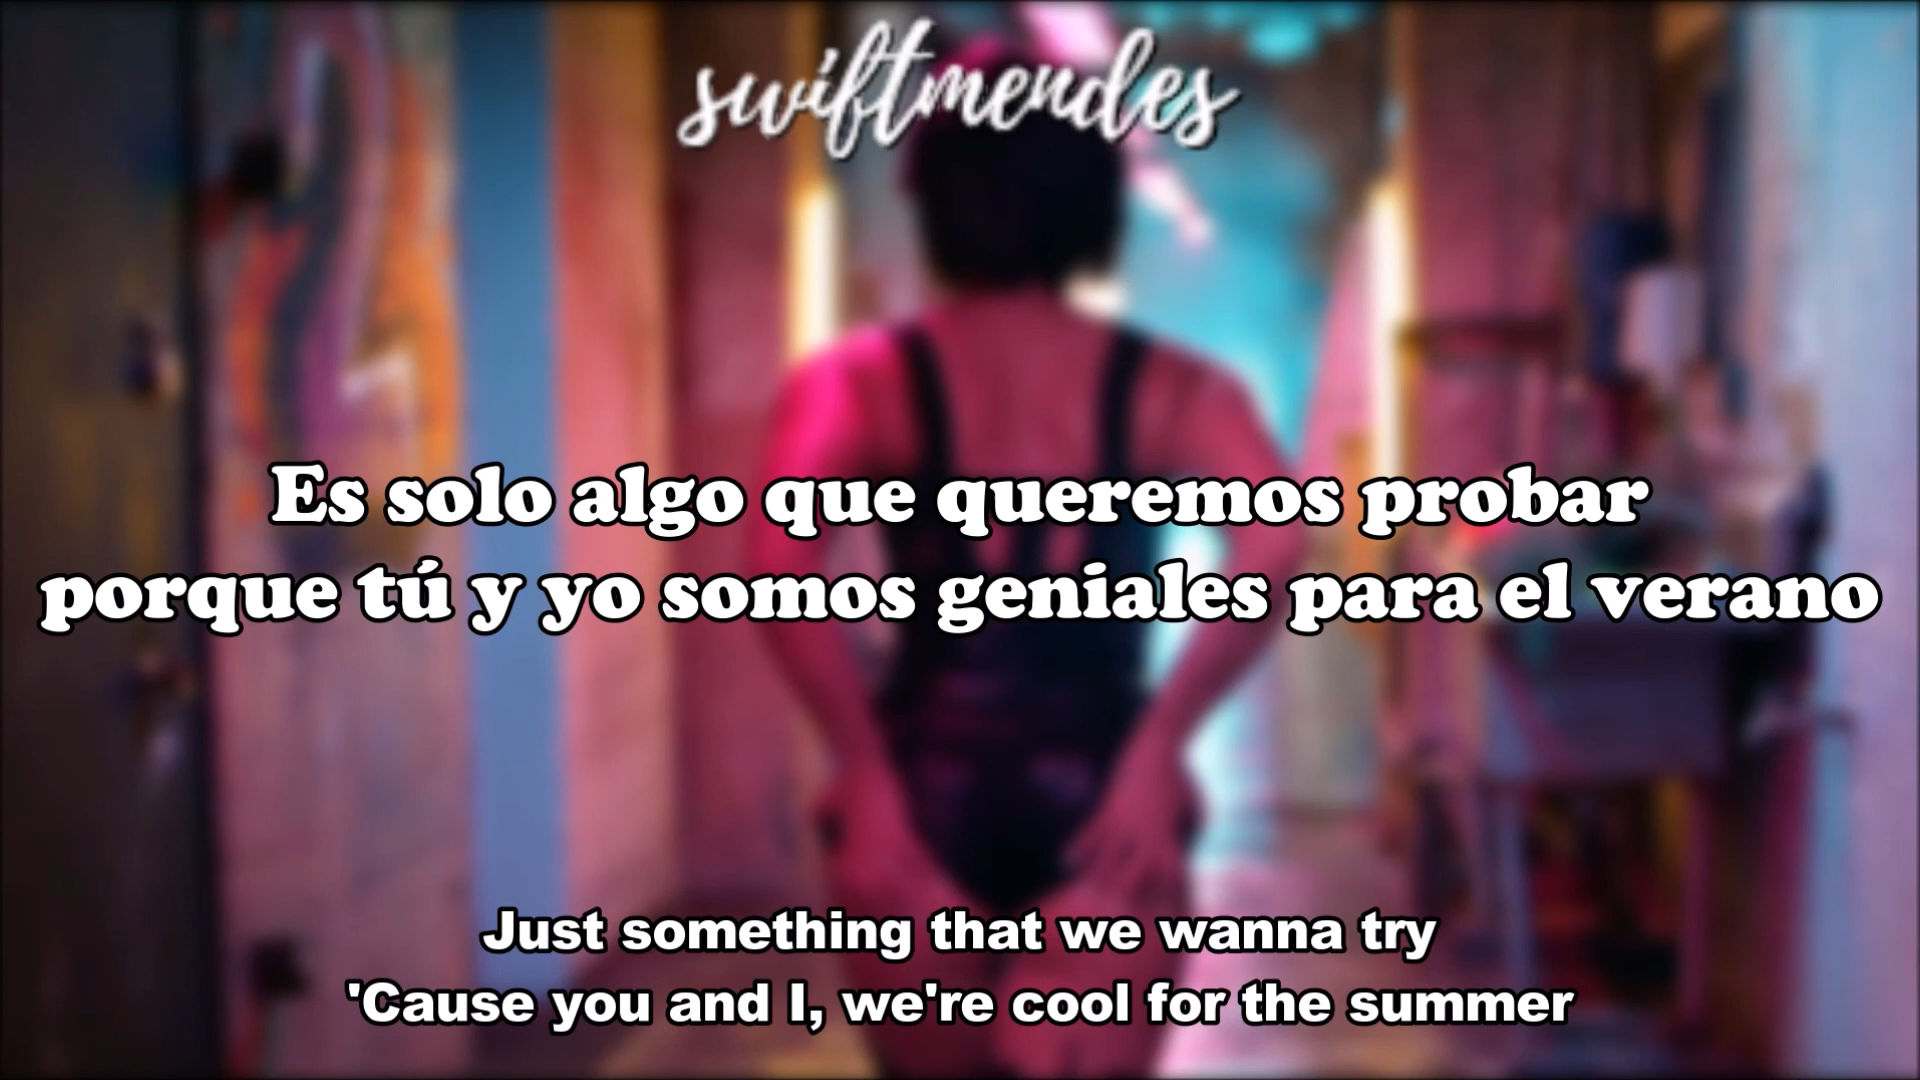 swiftmendes
Es solo algo que queremos probar
porque tú y yo somos geniales para el verano
Just something that we wanna try
'Cause you and I, we're cool for the summer